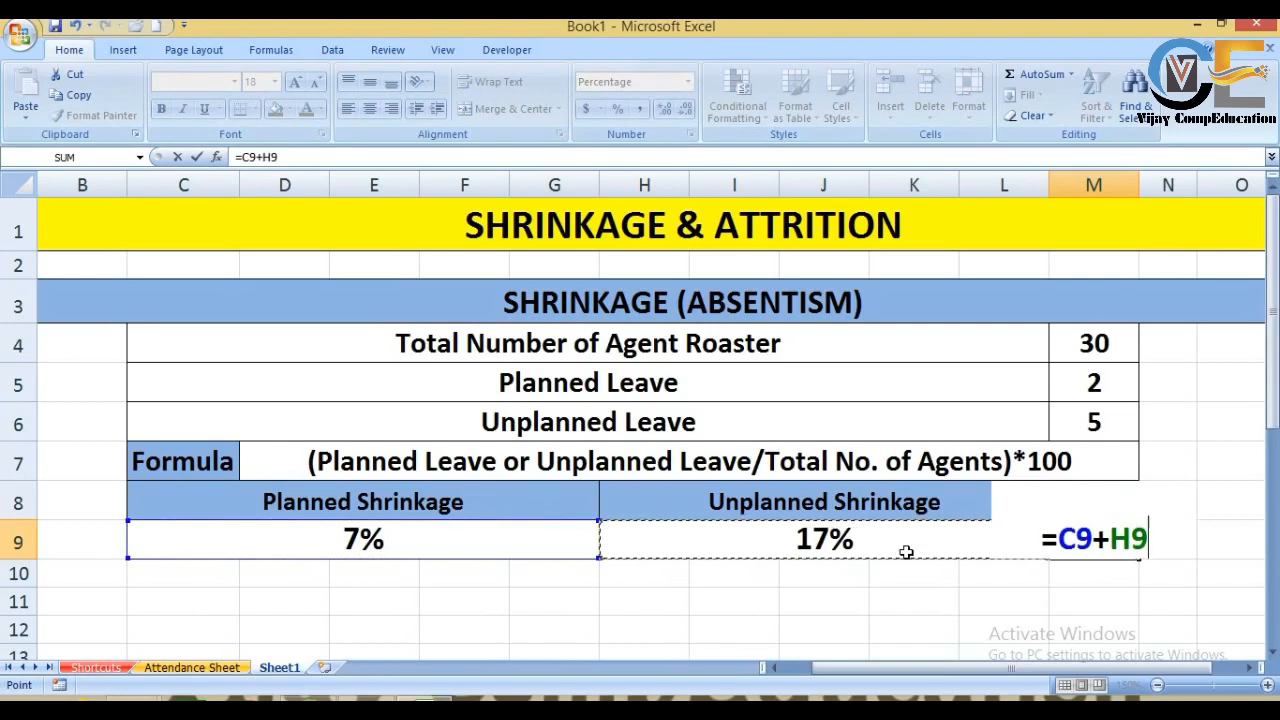 Book1 - Microsoft Excel
Home Insert Page Layout Formulas Data Review View Developer
Cut
Copy
Format Painter
Paste
Clipboard
18
B I U
Font
Wrap Text
Merge & Center
Alignment
Percentage
$ % ,
Number
Conditional Formatting
Format as Table
Cell Styles
Styles
Insert Delete Format
Cells
AutoSum
Fill
Clear
Sort &
Find &
Editing
Vijay CompEducation
SUM =C9+H9
B C D E F G H I J K L M N O
1 SHRINKAGE & ATTRITION
2
3 SHRINKAGE (ABSENTISM)
4 Total Number of Agent Roaster 30
5 Planned Leave 2
6 Unplanned Leave 5
7 Formula (Planned Leave or Unplanned Leave/Total No. of Agents)*100
8 Planned Shrinkage Unplanned Shrinkage
9 7% 17% =C9+H9
10
11
12
13
Activate Windows
Go to PC settings to activate Windows.
Shortcuts Attendance Sheet Sheet1
Point 150%